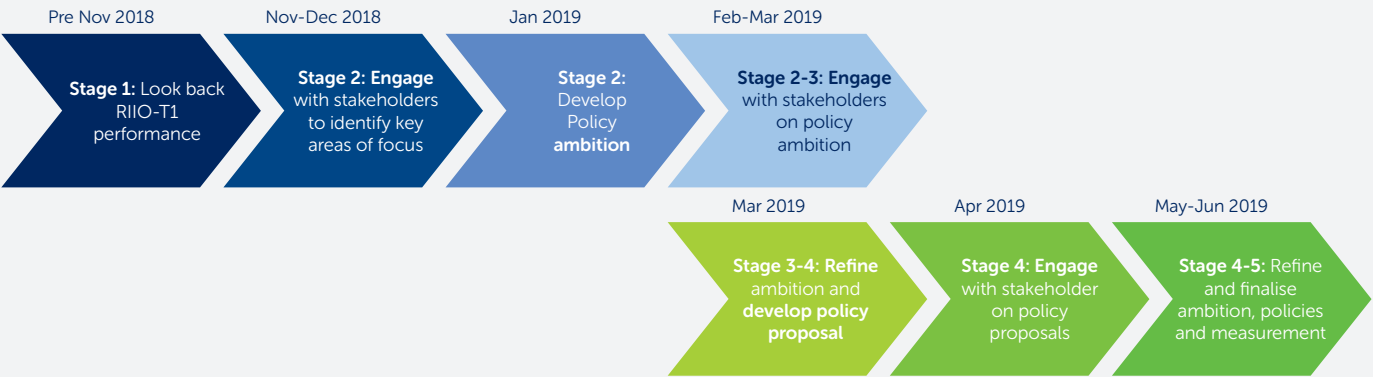 Pre Nov 2018
Stage 1: Look back
RIIO-T1
performance
Nov-Dec 2018
Stage 2: Engage
with stakeholders
to identify key
areas of focus
Jan 2019
Stage 2:
Develop
Policy
ambition
Feb-Mar 2019
Stage 2-3: Engage
with stakeholders
on policy
ambition
Mar 2019
Stage 3-4: Refine
ambition and
develop policy
proposal
Apr 2019
Stage 4: Engage
with stakeholder
on policy
proposals
May-Jun 2019
Stage 4-5: Refine
and finalise
ambition, policies
and measurement